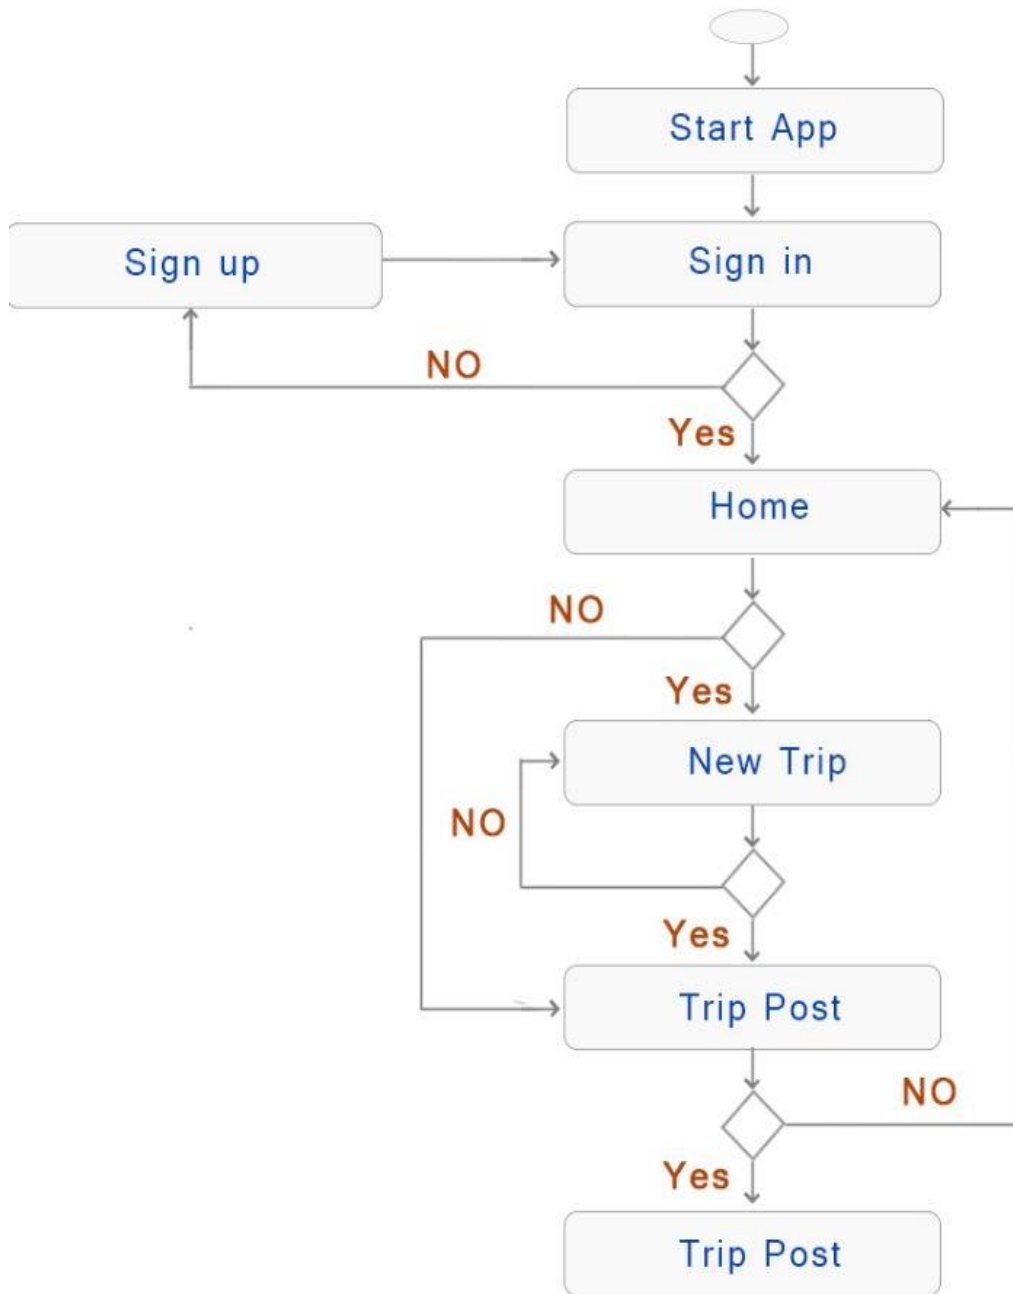 Start App
Sign up
Sign in
NO
Yes
Home
NO
Yes
New Trip
NO
Yes
Trip Post
NO
Yes
Trip Post